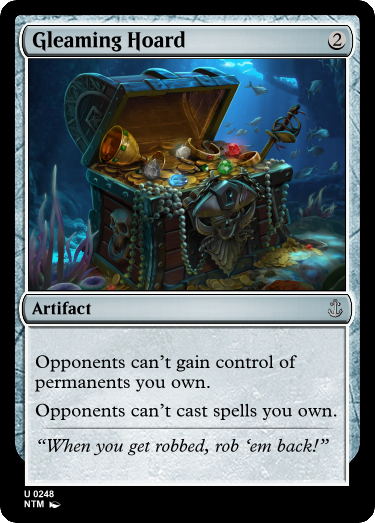 Gleaming Hoard 2
Artifact
Opponents can't gain control of
permanents you own.
Opponents can't cast spells you own.
“When you get robbed, rob ‘em back!”
U 0248
NTM